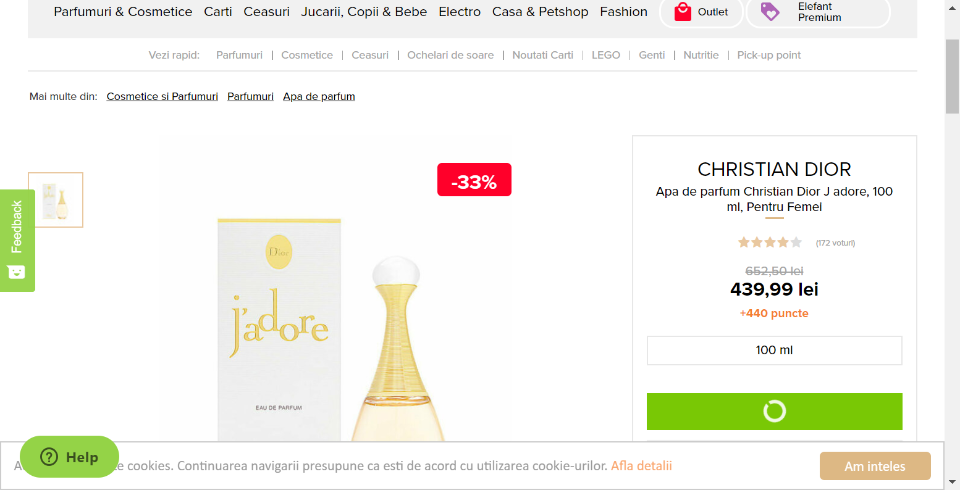 Parfumuri & Cosmetice Carti Ceasuri Jucarii, Copii & Bebe Electro Casa & Petshop Fashion Outlet Elefant Premium
Vezi rapid: Parfumuri | Cosmetice | Ceasuri | Ochelari de soare | Noutati Carti | LEGO | Genti | Nutritie | Pick-up point
Mai multe din: Cosmetice si Parfumuri Parfumuri Apa de parfum
-33%
Feedback
Dior
j'adore
EAU DE PARFUM
CHRISTIAN DIOR
Apa de parfum Christian Dior J adore, 100
ml, Pentru Femei
(172 voturi)
652,50 lei
439,99 lei
+440 puncte
100 ml
Help
cookies. Continuarea navigarii presupune ca esti de acord cu utilizarea cookie-urilor. Afla detalii
Am inteles